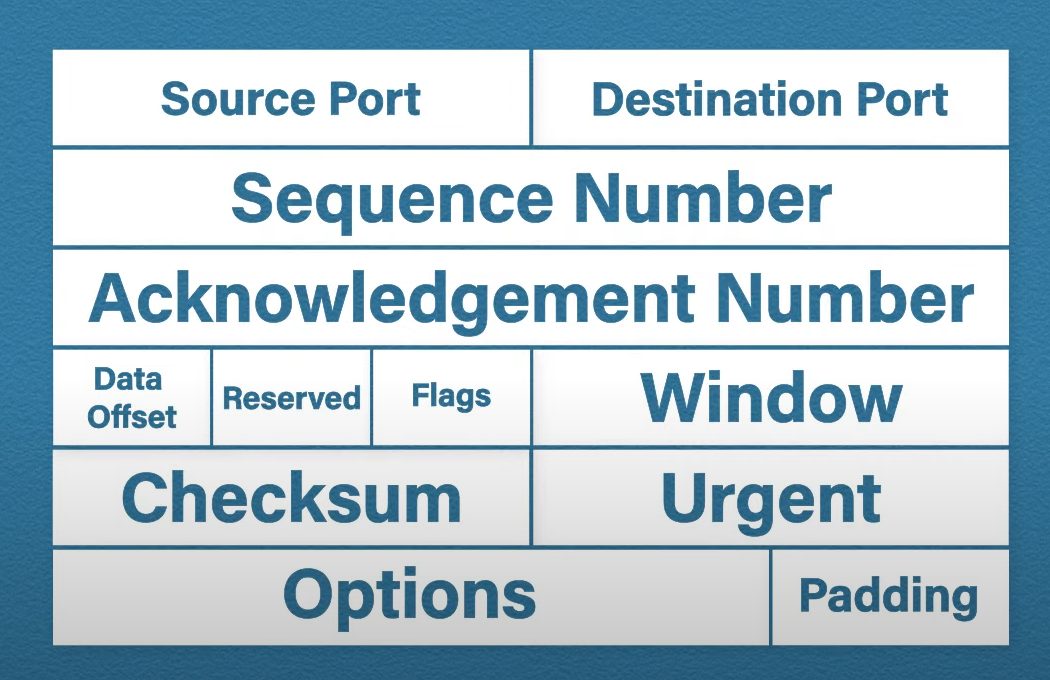 Source Port
Destination Port
Sequence Number
Acknowledgement Number
Data
Offset
Reserved
Flags
Window
Checksum
Urgent
Options
Padding